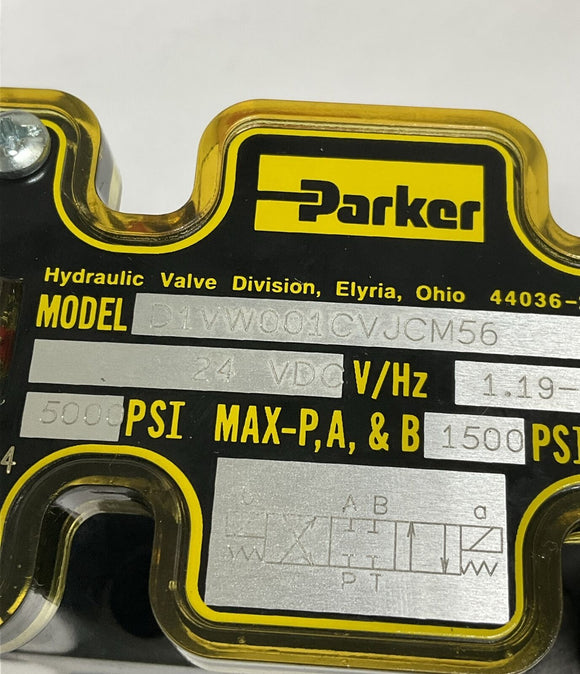 Parker
Hydraulic Valve Division, Elyria, Ohio 44036-
MODEL D1VW001CVJCM56
24 VDC V/Hz 1.19-
5000 PSI MAX-P,A, & B 1500 PSI
4
A B a
P T